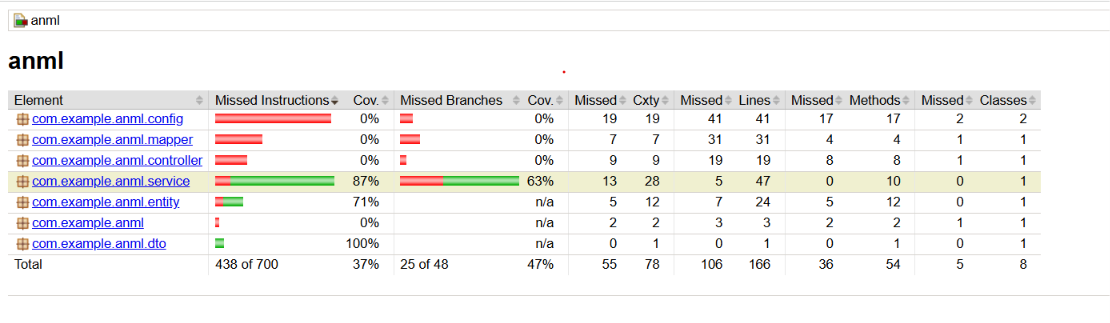 anml
anml
Element Missed Instructions Cov. Missed Branches Cov. Missed Cxty Missed Lines Missed Methods Missed Classes
com.example.anml.config 0% 0% 19 19 41 41 17 17 2 2
com.example.anml.mapper 0% 0% 7 7 31 31 4 4 1 1
com.example.anml.controller 0% 0% 9 9 19 19 8 8 1 1
com.example.anml.service 87% 63% 13 28 5 47 0 10 0 1
com.example.anml.entity 71% n/a 5 12 7 24 5 12 0 1
com.example.anml 0% n/a 2 2 3 3 2 2 1 1
com.example.anml.dto 100% n/a 0 1 0 1 0 1 0 1
Total 438 of 700 37% 25 of 48 47% 55 78 106 166 36 54 5 8